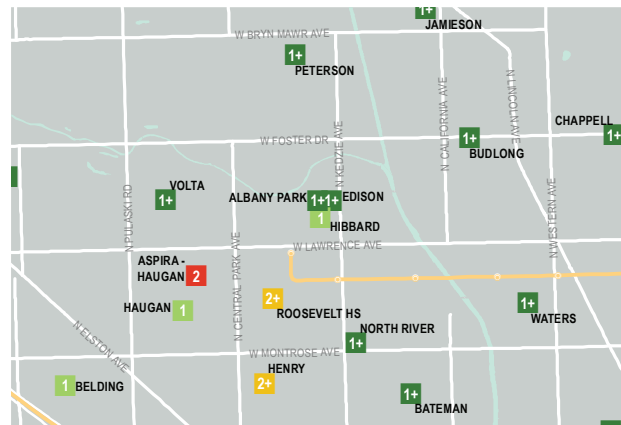 1+
JAMIESON
W BRYN MAWR AVE
1+
PETERSON
N LINCOLN AVE
N CALIFORNIA AVE
N KEDZIE AVE
CHAPPELL 1+
W FOSTER DR
1+
BUDLONG
VOLTA
1+
ALBANY PARK 1+ 1+ EDISON
1
HIBBARD
N PULASKI RD
N WESTERN AVE
W LAWRENCE AVE
N CENTRAL PARK AVE
ASPIRA -
HAUGAN 2
HAUGAN 1
2+
ROOSEVELT HS
1+
WATERS
NORTH RIVER
1+
N ELSTON AVE
W MONTROSE AVE
HENRY
2+
1 BELDING
1+
BATEMAN